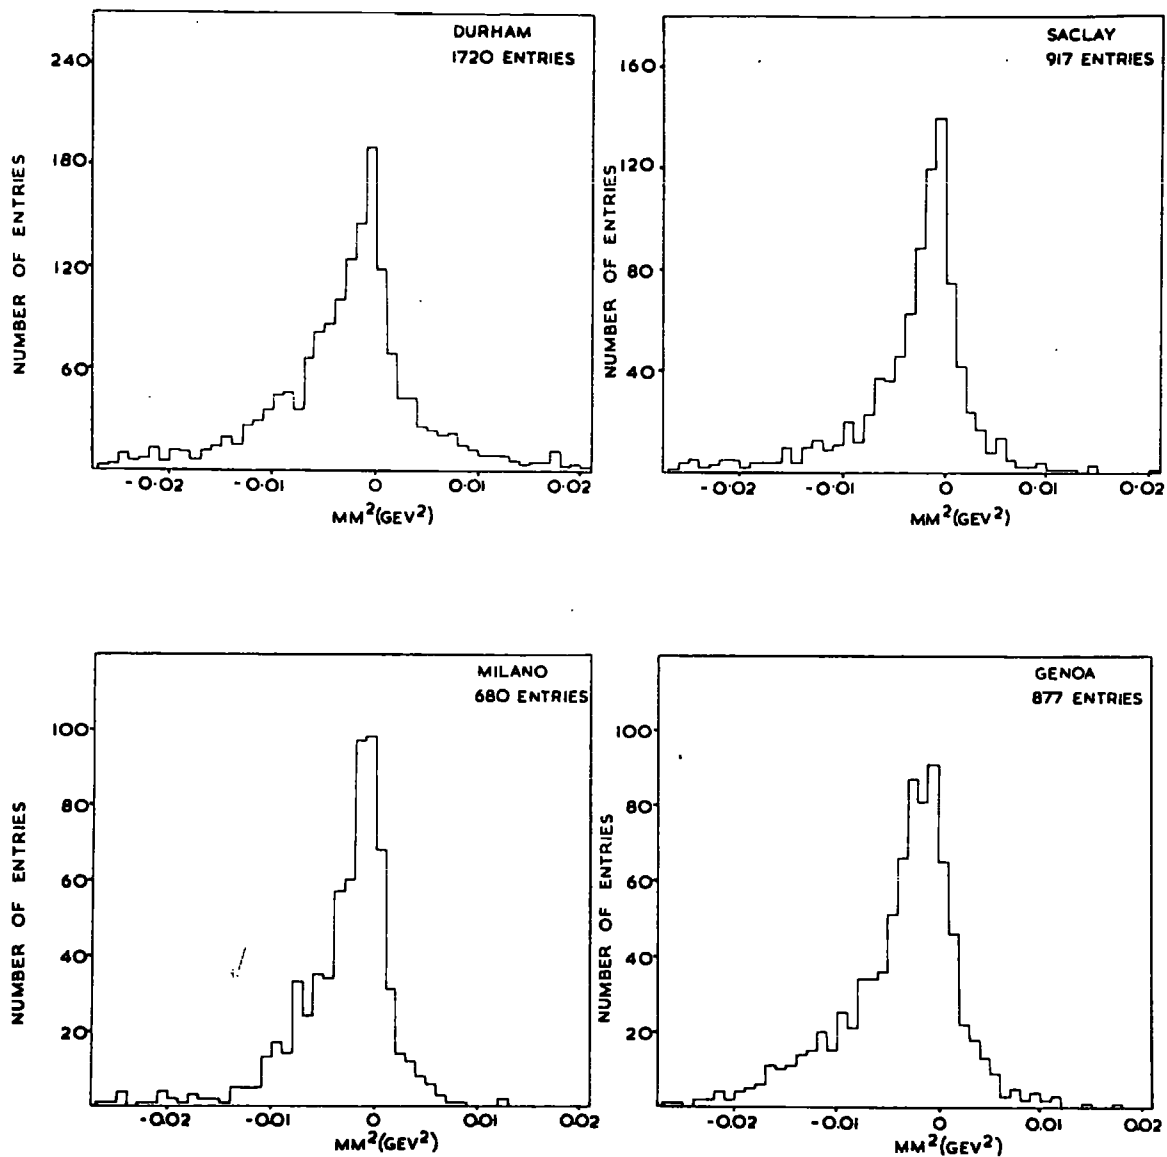 DURHAM
1720 ENTRIES
240
180
120
60
NUMBER OF ENTRIES
-0.02 -0.01 0 0.01 0.02
MM²(GEV²)
SACLAY
917 ENTRIES
160
120
80
40
NUMBER OF ENTRIES
-0.02 -0.01 0 0.01 0.02
MM²(GEV²)
MILANO
680 ENTRIES
100
80
60
40
20
NUMBER OF ENTRIES
-0.02 -0.01 0 0.01 0.02
MM²(GEV²)
GENOA
877 ENTRIES
100
80
60
40
20
NUMBER OF ENTRIES
-0.02 -0.01 0 0.01 0.02
MM²(GEV²)